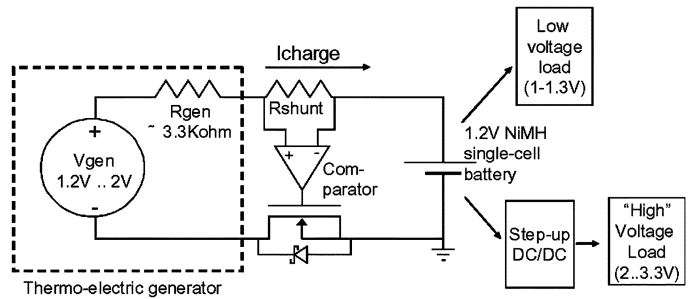 Icharge
Low
voltage
load
(1-1.3V)
Rgen
~ 3.3Kohm
Rshunt
+
Vgen
1.2V .. 2V
-
+ -
Com-
parator
1.2V NiMH
single-cell
battery
Step-up
DC/DC
“High”
Voltage
Load
(2..3.3V)
Thermo-electric generator